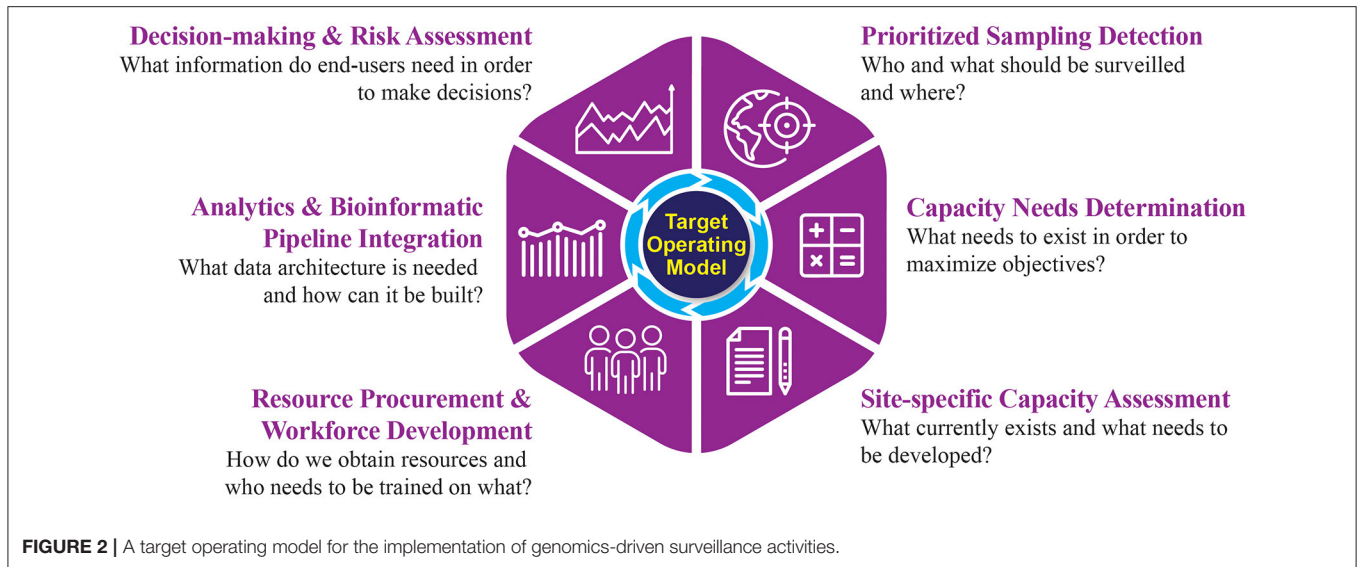 Decision-making & Risk Assessment
What information do end-users need in order
to make decisions?
Prioritized Sampling Detection
Who and what should be surveilled
and where?
Analytics & Bioinformatic
Pipeline Integration
What data architecture is needed
and how can it be built?
Target
Operating
Model
Capacity Needs Determination
What needs to exist in order to
maximize objectives?
Resource Procurement &
Workforce Development
How do we obtain resources and
who needs to be trained on what?
Site-specific Capacity Assessment
What currently exists and what needs to
be developed?
FIGURE 2 | A target operating model for the implementation of genomics-driven surveillance activities.